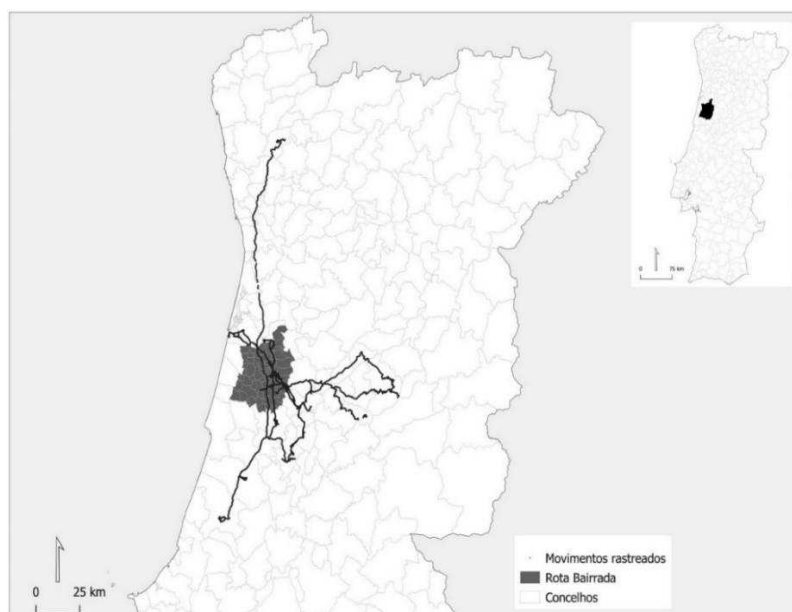 0 75 km
0 25 km
Movimentos rastreados
Rota Bairrada
Concelhos